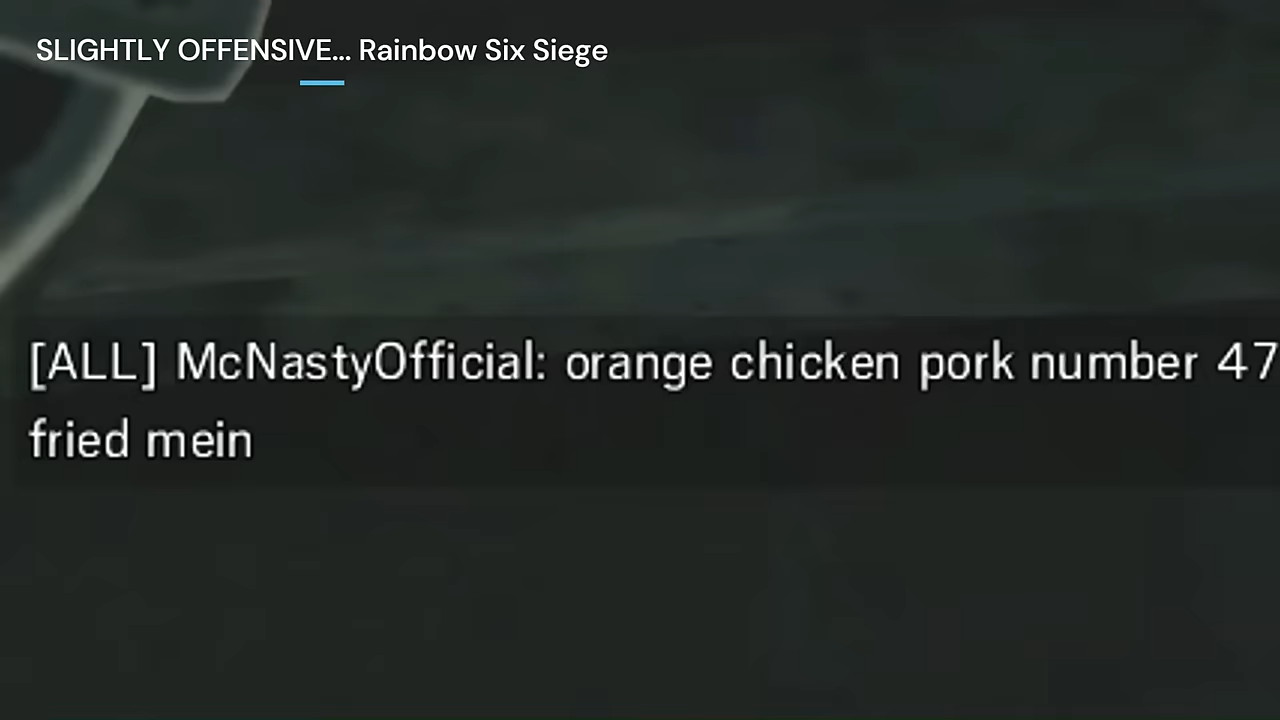 SLIGHTLY OFFENSIVE... Rainbow Six Siege
[ALL] McNastyOfficial: orange chicken pork number 47
fried mein